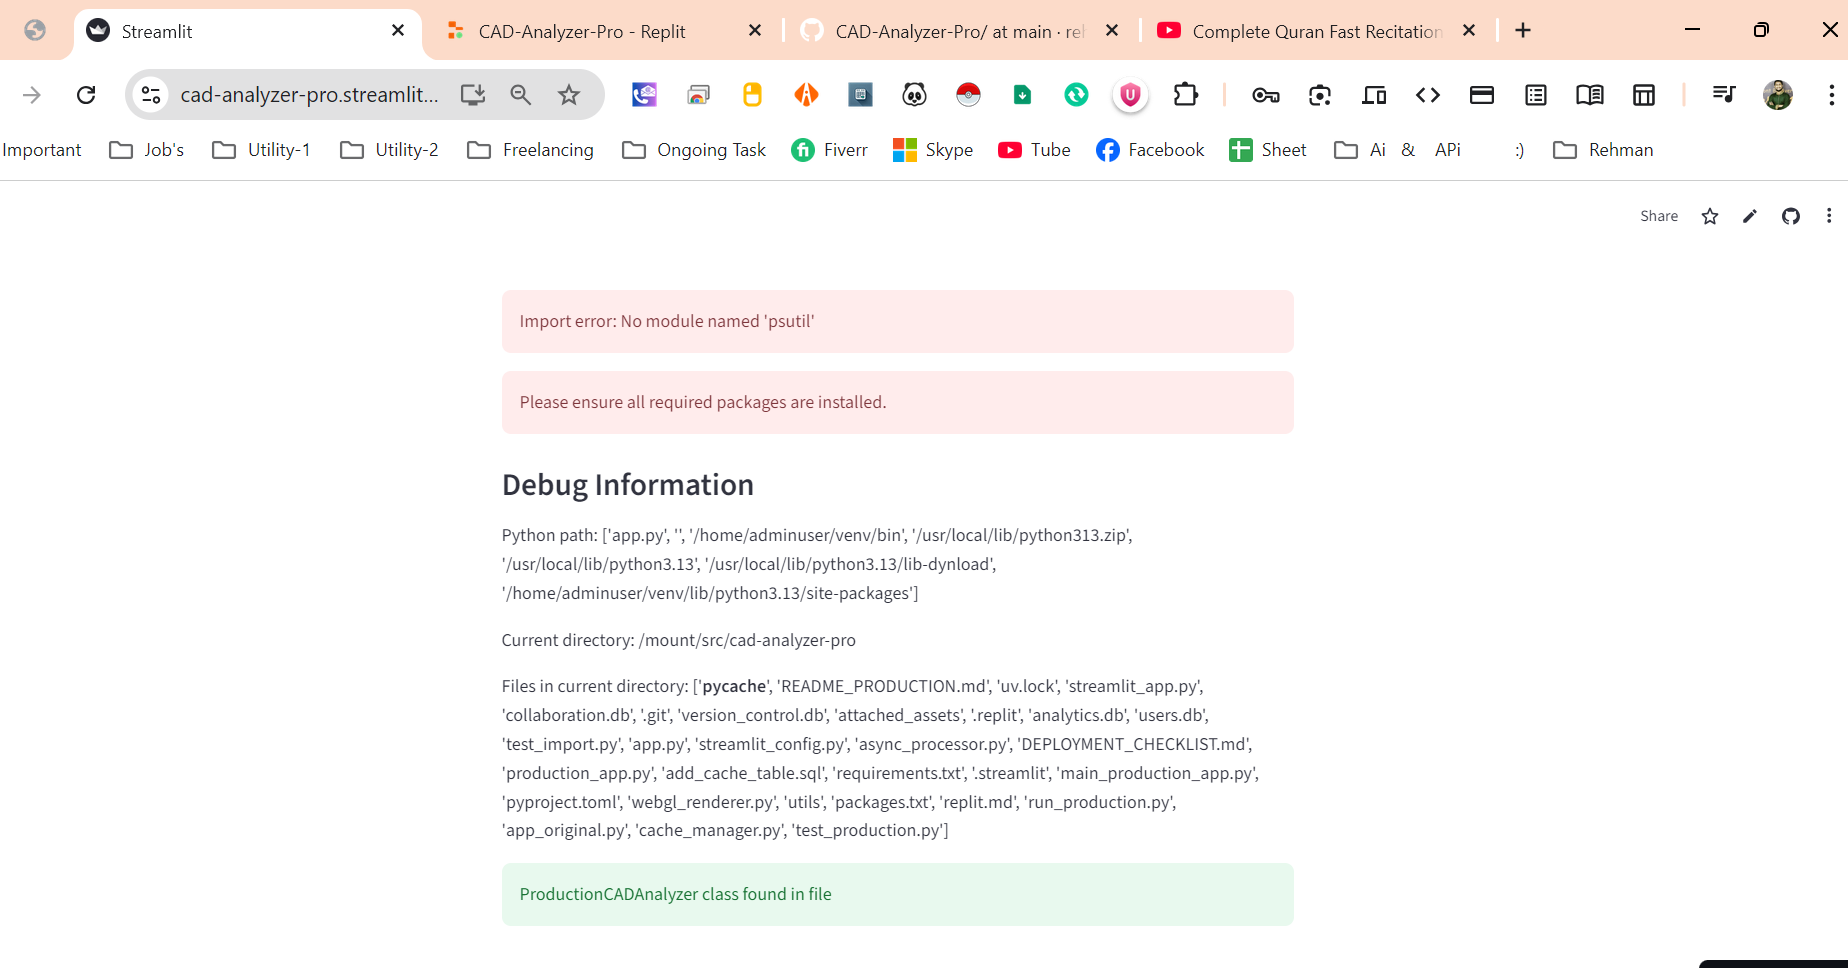 Streamlit
CAD-Analyzer-Pro - Replit
CAD-Analyzer-Pro/ at main · reh
Complete Quran Fast Recitation
cad-analyzer-pro.streamlit...
Important
Job's
Utility-1
Utility-2
Freelancing
Ongoing Task
Fiverr
Skype
Tube
Facebook
Sheet
Ai & APi :)
Rehman
Share
Import error: No module named 'psutil'
Please ensure all required packages are installed.
Debug Information
Python path: ['app.py', '', '/home/adminuser/venv/bin', '/usr/local/lib/python313.zip',
'/usr/local/lib/python3.13', '/usr/local/lib/python3.13/lib-dynload',
'/home/adminuser/venv/lib/python3.13/site-packages']
Current directory: /mount/src/cad-analyzer-pro
Files in current directory: ['pycache', 'README_PRODUCTION.md', 'uv.lock', 'streamlit_app.py',
'collaboration.db', '.git', 'version_control.db', 'attached_assets', '.replit', 'analytics.db', 'users.db',
'test_import.py', 'app.py', 'streamlit_config.py', 'async_processor.py', 'DEPLOYMENT_CHECKLIST.md',
'production_app.py', 'add_cache_table.sql', 'requirements.txt', '.streamlit', 'main_production_app.py',
'pyproject.toml', 'webgl_renderer.py', 'utils', 'packages.txt', 'replit.md', 'run_production.py',
'app_original.py', 'cache_manager.py', 'test_production.py']
ProductionCADAnalyzer class found in file